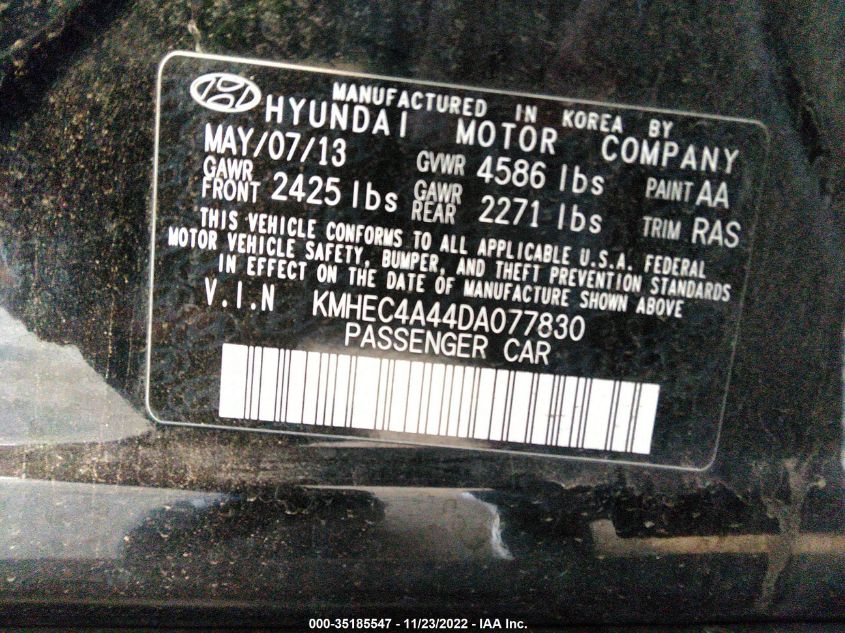 MANUFACTURED IN KOREA BY
HYUNDAI MOTOR COMPANY
MAY/07/13 GVWR 4586 lbs PAINT AA
GAWR FRONT 2425 lbs GAWR REAR 2271 lbs TRIM RAS
THIS VEHICLE CONFORMS TO ALL APPLICABLE U.S.A. FEDERAL
MOTOR VEHICLE SAFETY, BUMPER, AND THEFT PREVENTION STANDARDS
IN EFFECT ON THE DATE OF MANUFACTURE SHOWN ABOVE
V.I.N KMHEC4A44DA077830
PASSENGER CAR
000-35185547 - 11/23/2022 - IAA Inc.